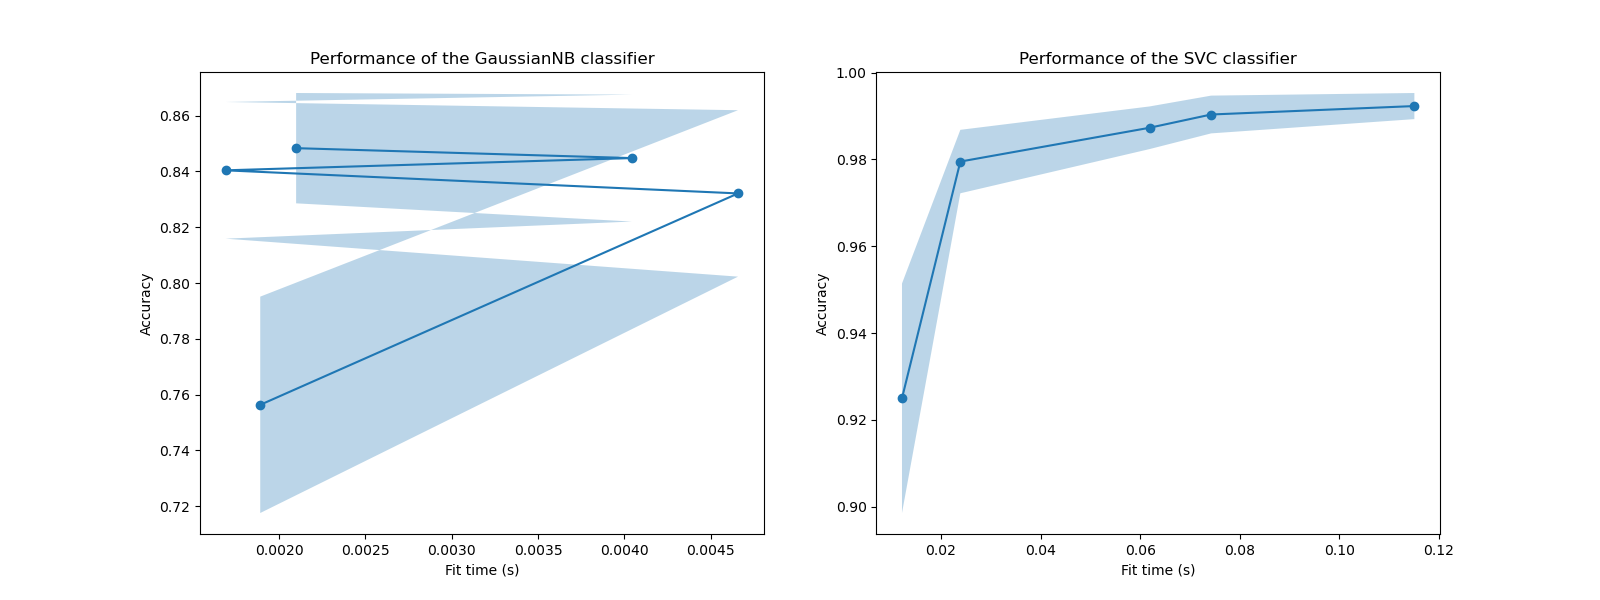 Performance of the GaussianNB classifier
Accuracy
0.86
0.84
0.82
0.80
0.78
0.76
0.74
0.72
0.0020 0.0025 0.0030 0.0035 0.0040 0.0045
Fit time (s)
Performance of the SVC classifier
Accuracy
1.00
0.98
0.96
0.94
0.92
0.90
0.02 0.04 0.06 0.08 0.10 0.12
Fit time (s)